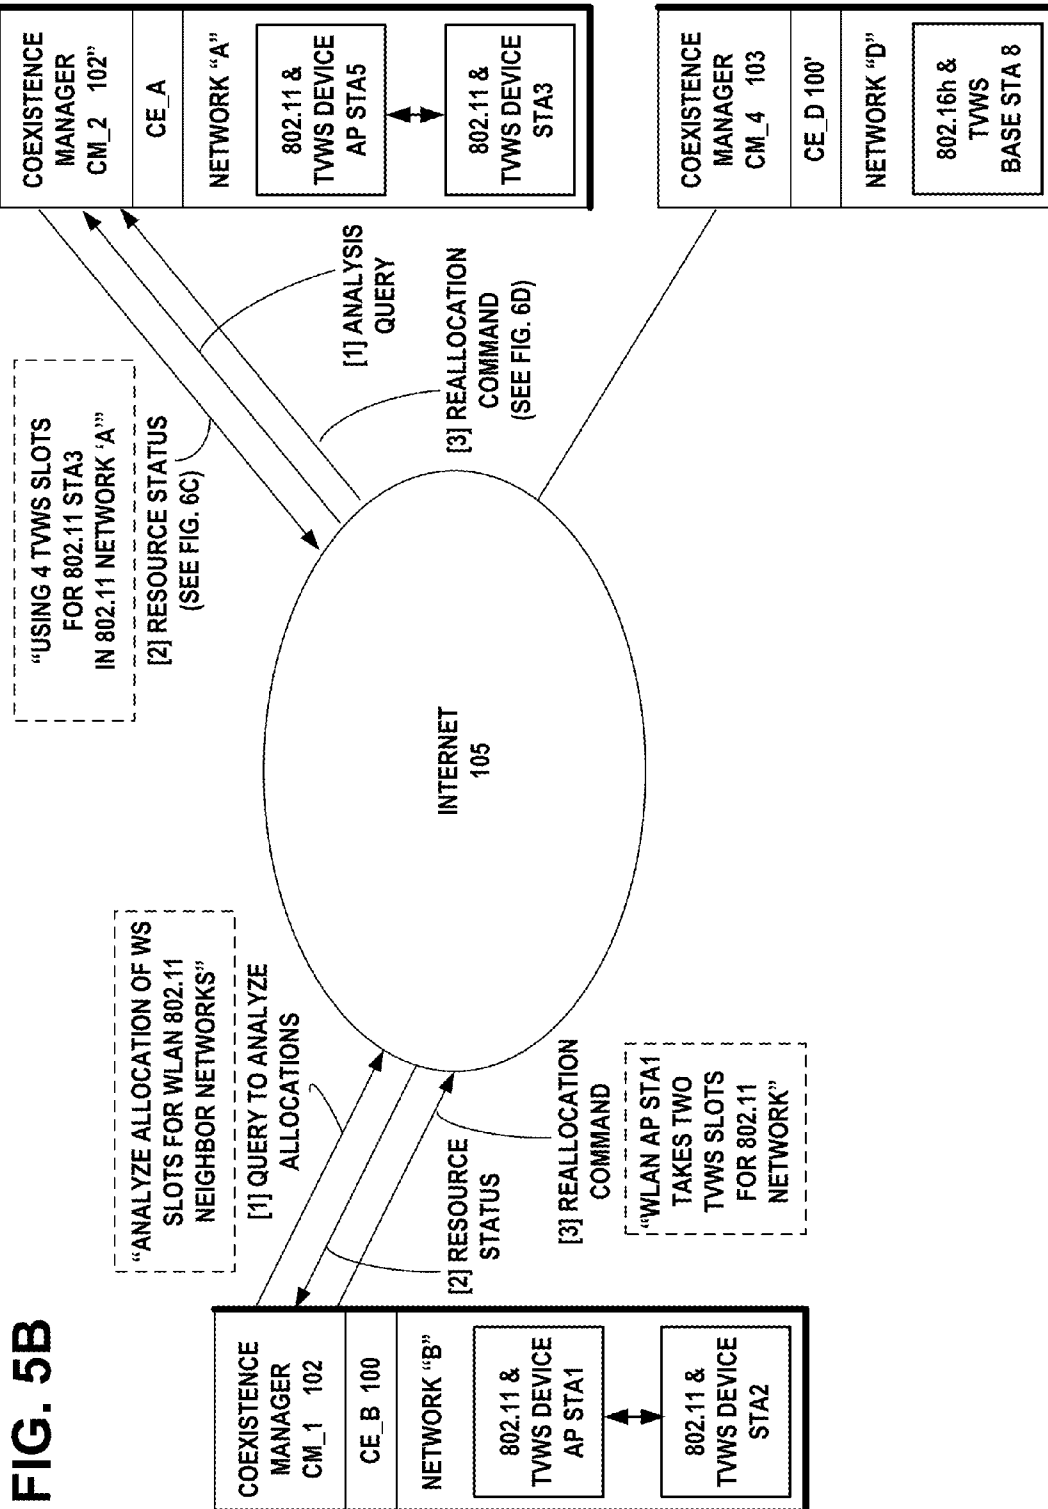 FIG. 5B
COEXISTENCE
MANAGER
CM_1 102
CE_B 100
NETWORK "B"
802.11 &
TVWS DEVICE
AP STA1
802.11 &
TVWS DEVICE
STA2
“ANALYZE ALLOCATION OF WS
SLOTS FOR WLAN 802.11
NEIGHBOR NETWORKS”
[1] QUERY TO ANALYZE
ALLOCATIONS
[2] RESOURCE
STATUS
[3] REALLOCATION
COMMAND
“WLAN AP STA1
TAKES TWO
TVWS SLOTS
FOR 802.11
NETWORK”
INTERNET
105
“USING 4 TVWS SLOTS
FOR 802.11 STA3
IN 802.11 NETWORK ‘A’”
[2] RESOURCE STATUS
(SEE FIG. 6C)
[1] ANALYSIS
QUERY
[3] REALLOCATION
COMMAND
(SEE FIG. 6D)
COEXISTENCE
MANAGER
CM_2 102”
CE_A
NETWORK “A”
802.11 &
TVWS DEVICE
AP STA5
802.11 &
TVWS DEVICE
STA3
COEXISTENCE
MANAGER
CM_4 103
CE_D 100'
NETWORK “D”
802.16h &
TVWS
BASE STA 8